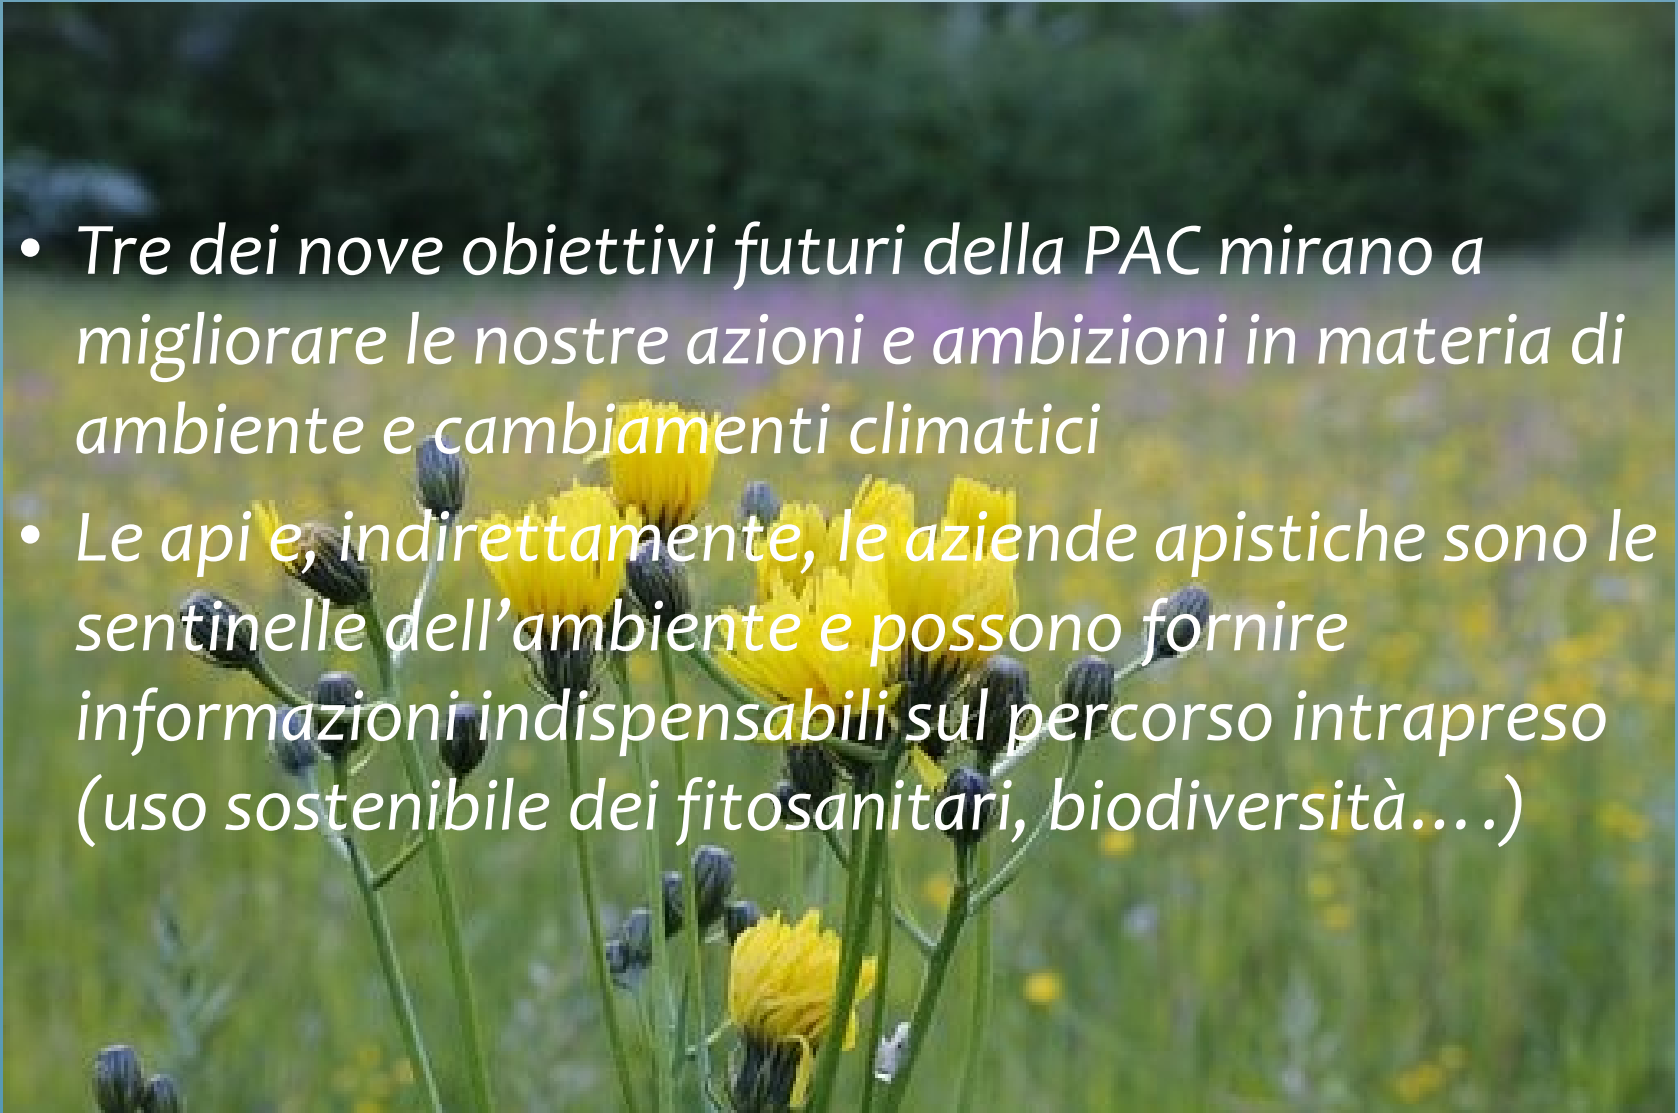 • Tre dei nove obiettivi futuri della PAC mirano a
migliorare le nostre azioni e ambizioni in materia di
ambiente e cambiamenti climatici
• Le api e, indirettamente, le aziende apistiche sono le
sentinelle dell’ambiente e possono fornire
informazioni indispensabili sul percorso intrapreso
(uso sostenibile dei fitosanitari, biodiversità….)